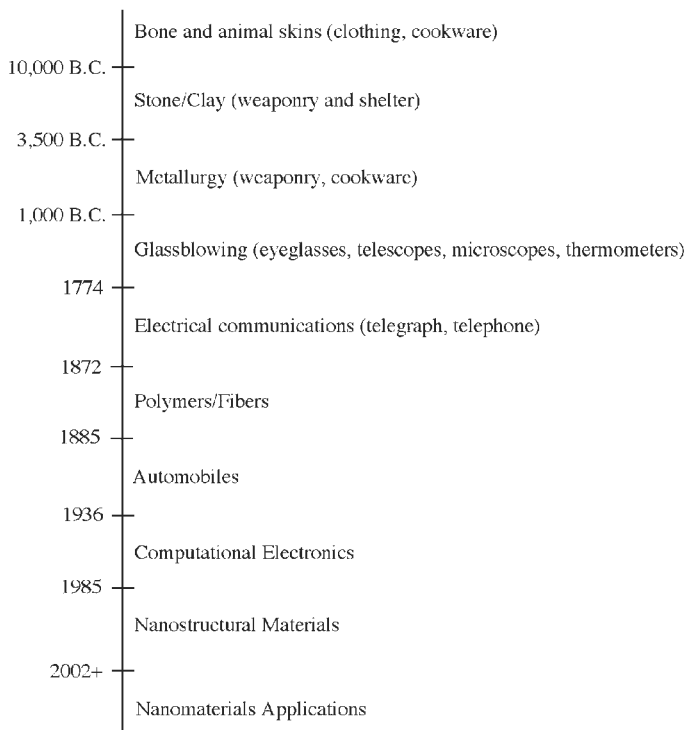 Bone and animal skins (clothing, cookware)
10,000 B.C.
Stone/Clay (weaponry and shelter)
3,500 B.C.
Metallurgy (weaponry, cookware)
1,000 B.C.
Glassblowing (eyeglasses, telescopes, microscopes, thermometers)
1774
Electrical communications (telegraph, telephone)
1872
Polymers/Fibers
1885
Automobiles
1936
Computational Electronics
1985
Nanostructural Materials
2002+
Nanomaterials Applications